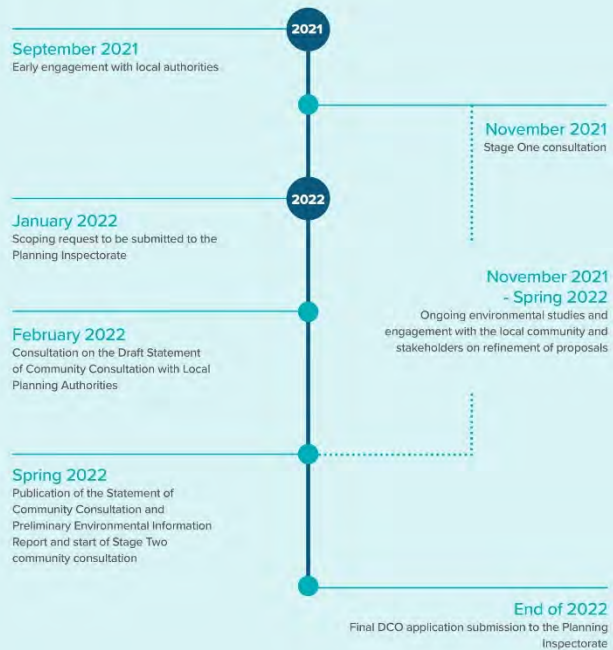 2021
September 2021
Early engagement with local authorities
November 2021
Stage One consultation
2022
January 2022
Scoping request to be submitted to the
Planning Inspectorate
November 2021
- Spring 2022
Ongoing environmental studies and
engagement with the local community and
stakeholders on refinement of proposals
February 2022
Consultation on the Draft Statement
of Community Consultation with Local
Planning Authorities
Spring 2022
Publication of the Statement of
Community Consultation and
Preliminary Environmental Information
Report and start of Stage Two
community consultation
End of 2022
Final DCO application submission to the Planning
Inspectorate